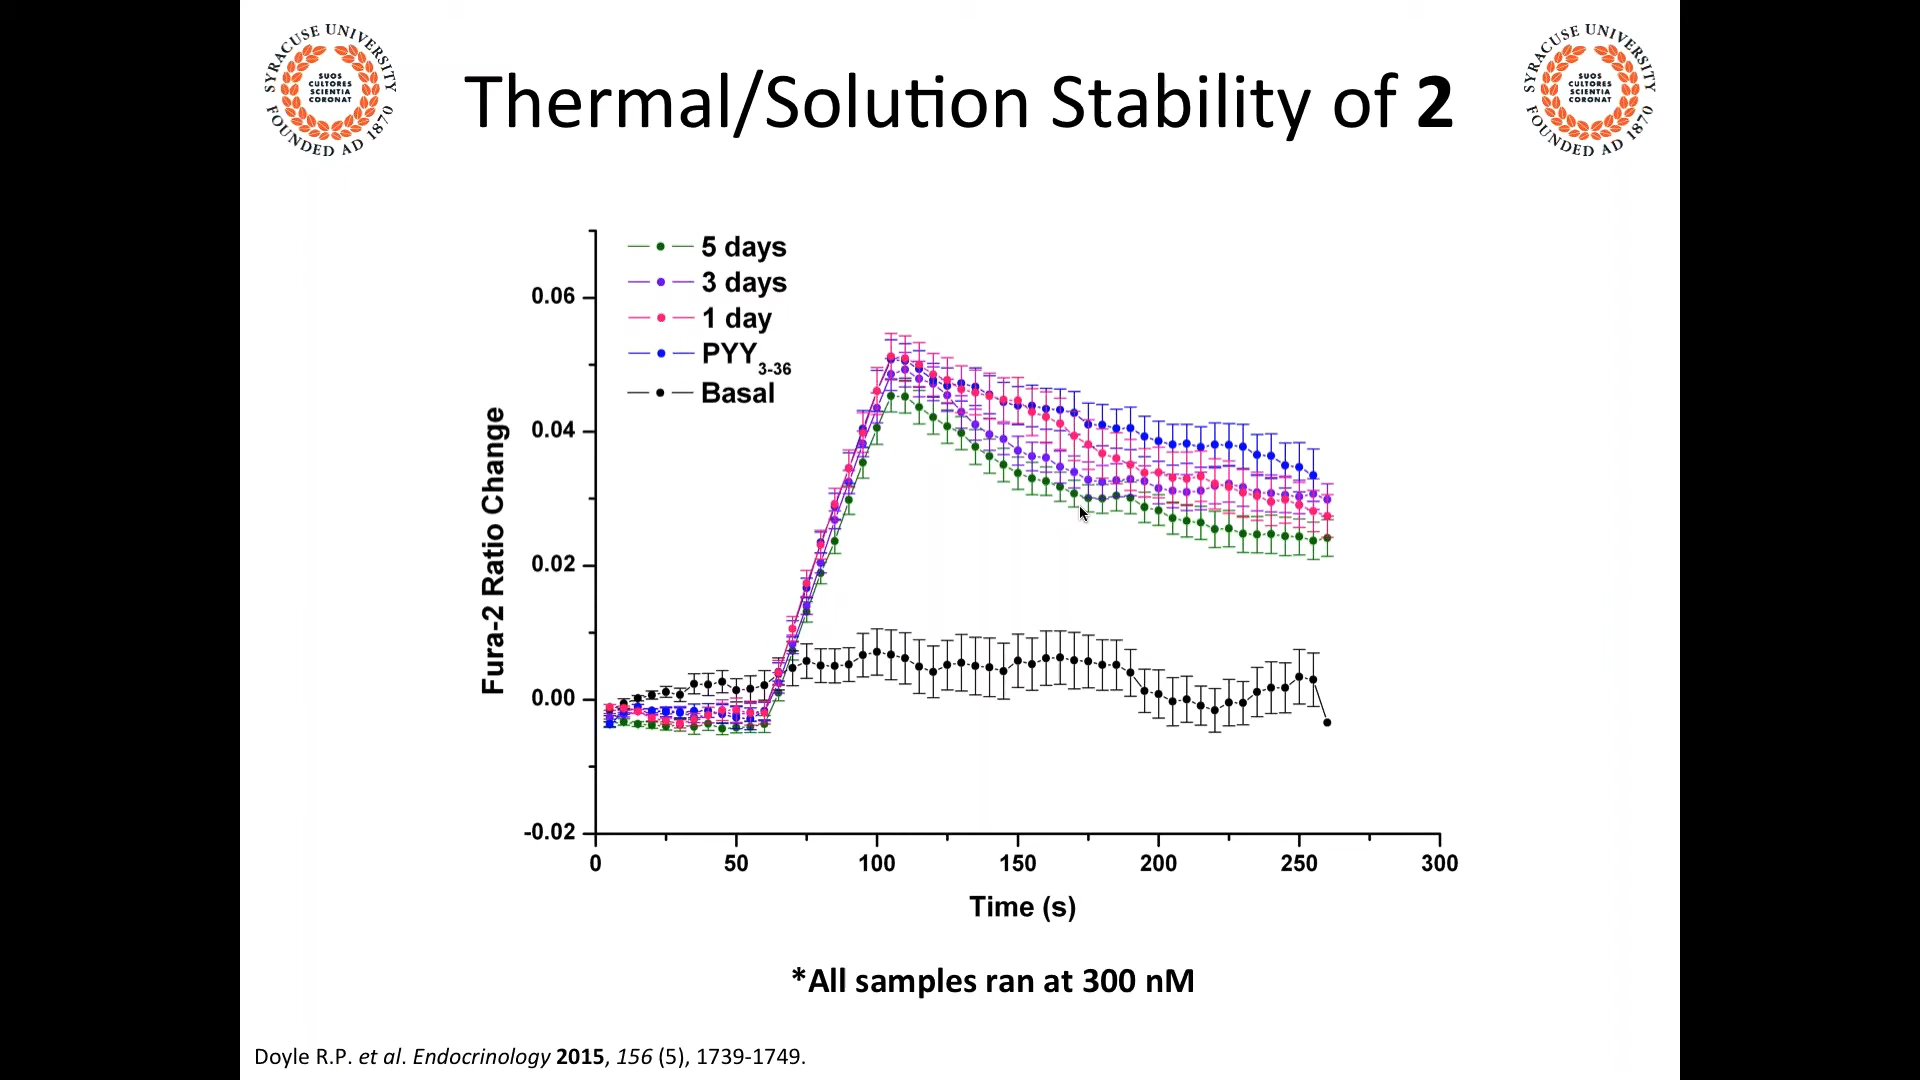 SYRACUSE UNIVERSITY
FOUNDED AD 1870
SUOS
CULTORES
SCIENTIA
CORONAT
Thermal/Solution Stability of 2
SYRACUSE UNIVERSITY
FOUNDED AD 1870
SUOS
CULTORES
SCIENTIA
CORONAT
5 days
3 days
1 day
PYY3-36
Basal
Fura-2 Ratio Change
0.06
0.04
0.02
0.00
-0.02
0 50 100 150 200 250 300
Time (s)
*All samples ran at 300 nM
Doyle R.P. et al. Endocrinology 2015, 156 (5), 1739-1749.